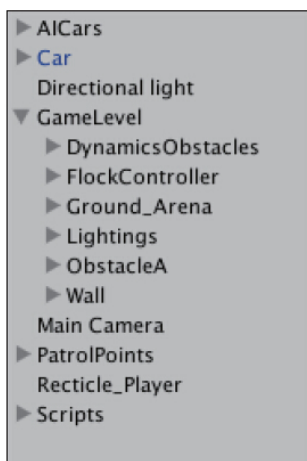 AICars
Car
Directional light
GameLevel
DynamicsObstacles
FlockController
Ground_Arena
Lightings
ObstacleA
Wall
Main Camera
PatrolPoints
Recticle_Player
Scripts